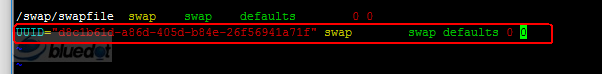 /swap/swapfile swap swap defaults 0 0
UUID="d8c1b61d-a86d-405d-b84e-26f56941a71f" swap swap defaults 0 0
bluedot